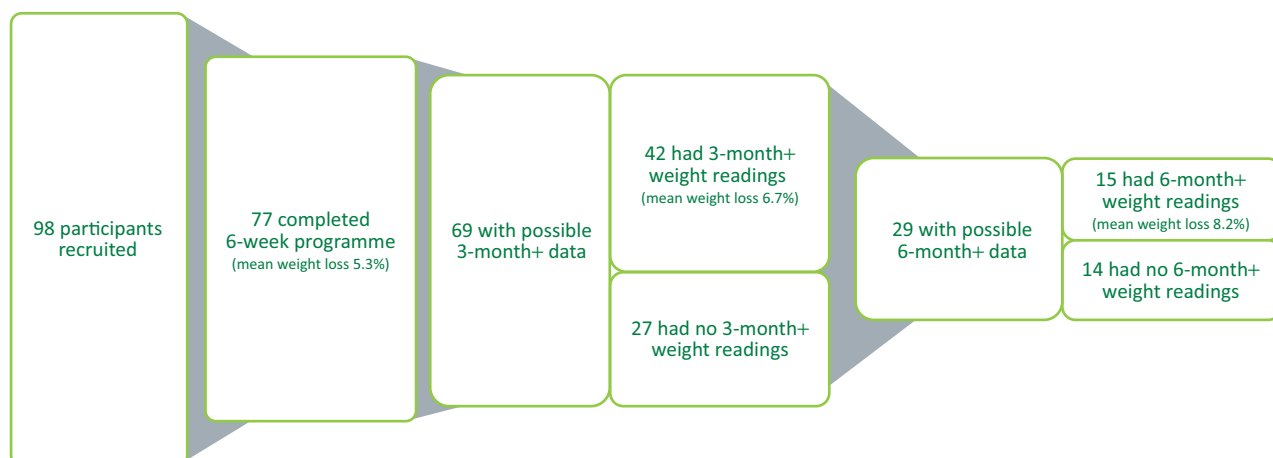 98 participants
recruited
77 completed
6-week programme
(mean weight loss 5.3%)
69 with possible
3-month+ data
42 had 3-month+
weight readings
(mean weight loss 6.7%)
27 had no 3-month+
weight readings
29 with possible
6-month+ data
15 had 6-month+
weight readings
(mean weight loss 8.2%)
14 had no 6-month+
weight readings